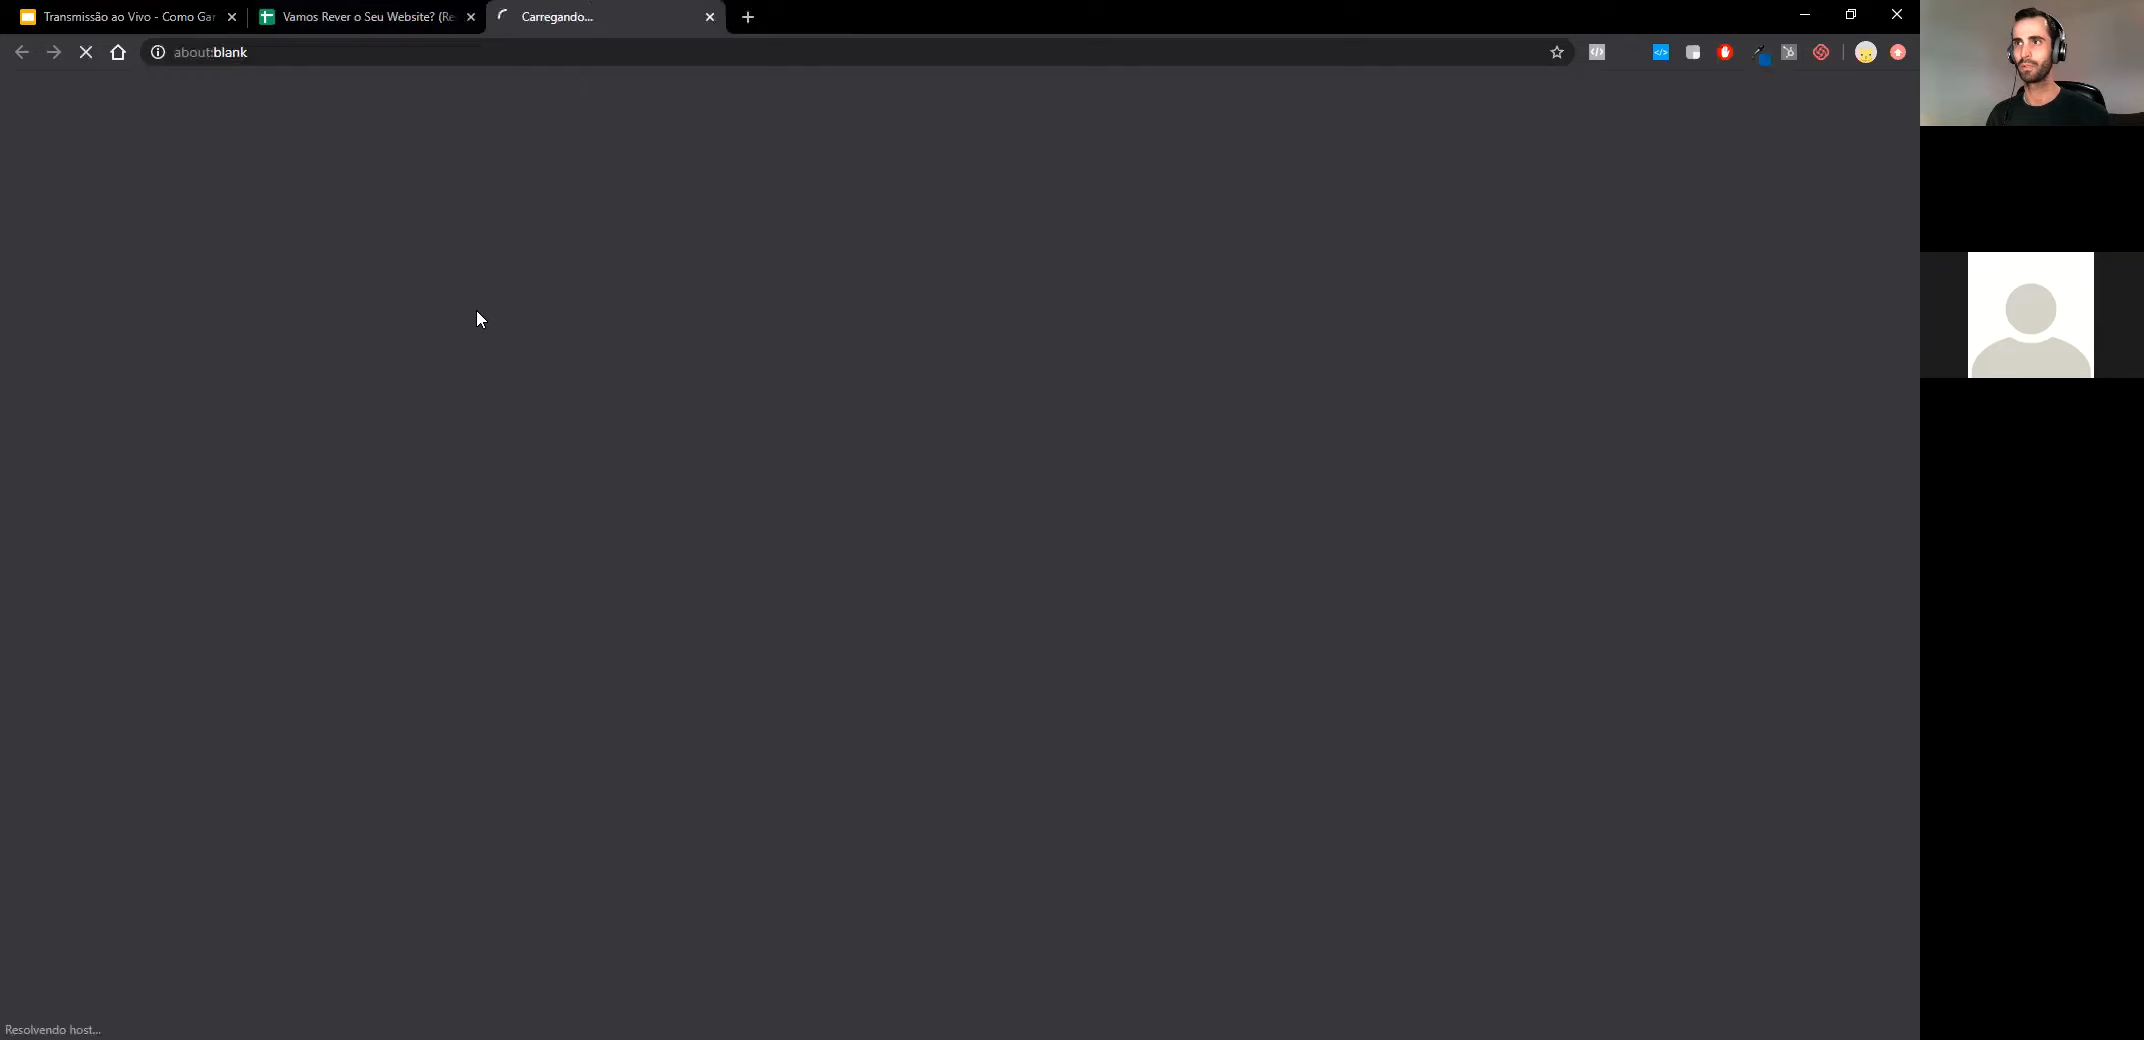 Transmissão ao Vivo - Como Gar
Vamos Rever o Seu Website? (Re
Carregando...
about:blank
Resolvendo host...